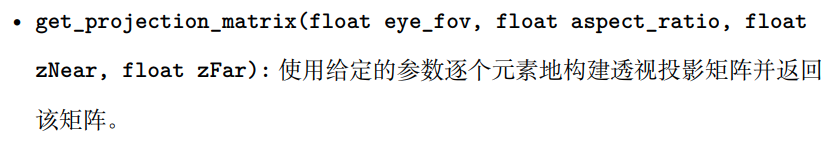 • get_projection_matrix(float eye_fov, float aspect_ratio, float
zNear, float zFar): 使用给定的参数逐个元素地构建透视投影矩阵并返回
该矩阵。